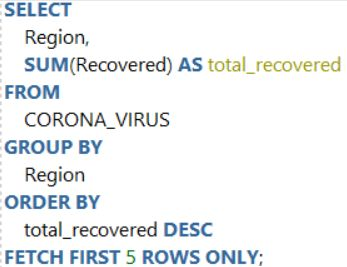 SELECT
Region,
SUM(Recovered) AS total_recovered
FROM
CORONA_VIRUS
GROUP BY
Region
ORDER BY
total_recovered DESC
FETCH FIRST 5 ROWS ONLY;